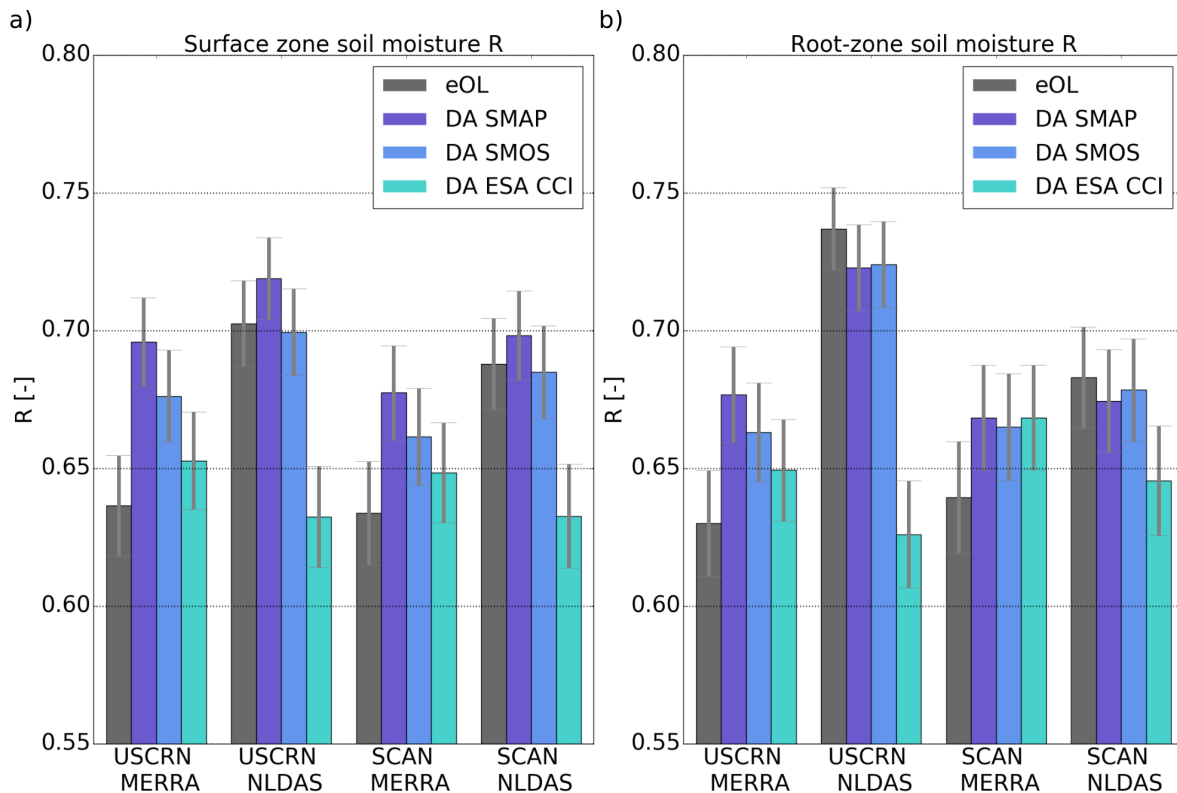 a)
Surface zone soil moisture R
0.80
0.75
0.70
0.65
0.60
0.55
R [-]
eOL
DA SMAP
DA SMOS
DA ESA CCI
USCRN
MERRA
USCRN
NLDAS
SCAN
MERRA
SCAN
NLDAS
b)
Root-zone soil moisture R
0.80
0.75
0.70
0.65
0.60
0.55
R [-]
eOL
DA SMAP
DA SMOS
DA ESA CCI
USCRN
MERRA
USCRN
NLDAS
SCAN
MERRA
SCAN
NLDAS